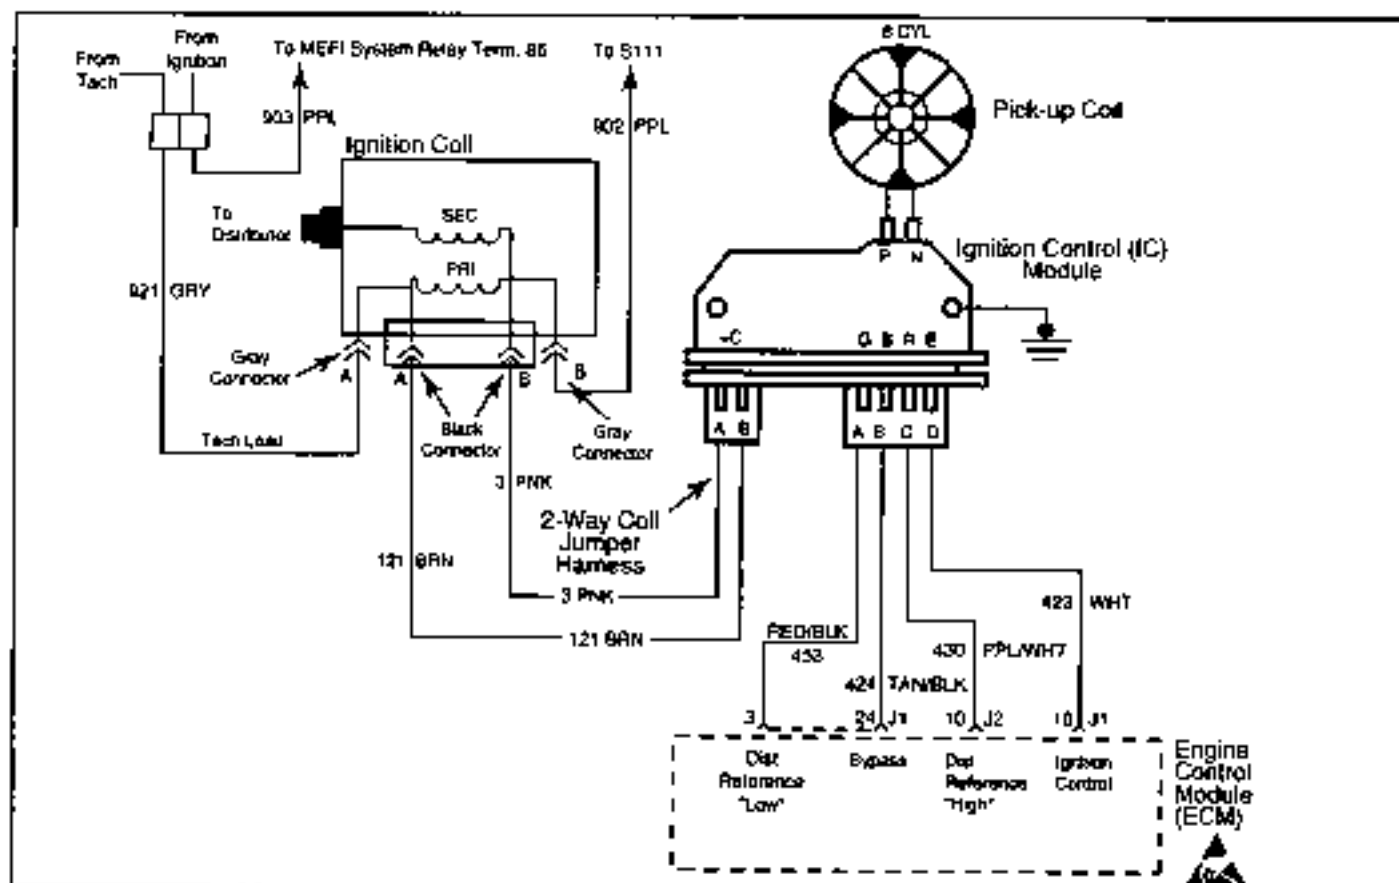 From
Tach
From
Ignition
To MEFI System Relay Term. 86
To S111
8 CYL
Pick-up Coil
903 PPL
902 PPL
Ignition Coil
To
Distributor
SEC
PRI
921 GRY
Gray
Connector
A
A
B
B
Black
Connector
Gray
Connector
Tach Lead
P N
Ignition Control (IC)
Module
+C
G B R E
A B
A B C D
3 PNK
2-Way Coil
Jumper
Harness
121 BRN
3 PNK
121 BRN
RED/BLK
453
424 TAN/BLK
430 PPL/WHT
423 WHT
3
24 J1
10 J2
10 J1
Dist
Reference
"Low"
Bypass
Dist
Reference
"High"
Ignition
Control
Engine
Control
Module
(ECM)